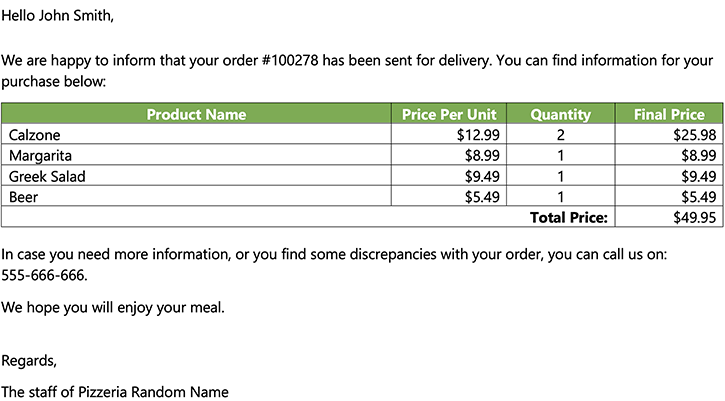 Hello John Smith,
We are happy to inform that your order #100278 has been sent for delivery. You can find information for your
purchase below:
Product Name Price Per Unit Quantity Final Price
Calzone $12.99 2 $25.98
Margarita $8.99 1 $8.99
Greek Salad $9.49 1 $9.49
Beer $5.49 1 $5.49
Total Price: $49.95
In case you need more information, or you find some discrepancies with your order, you can call us on:
555-666-666.
We hope you will enjoy your meal.
Regards,
The staff of Pizzeria Random Name